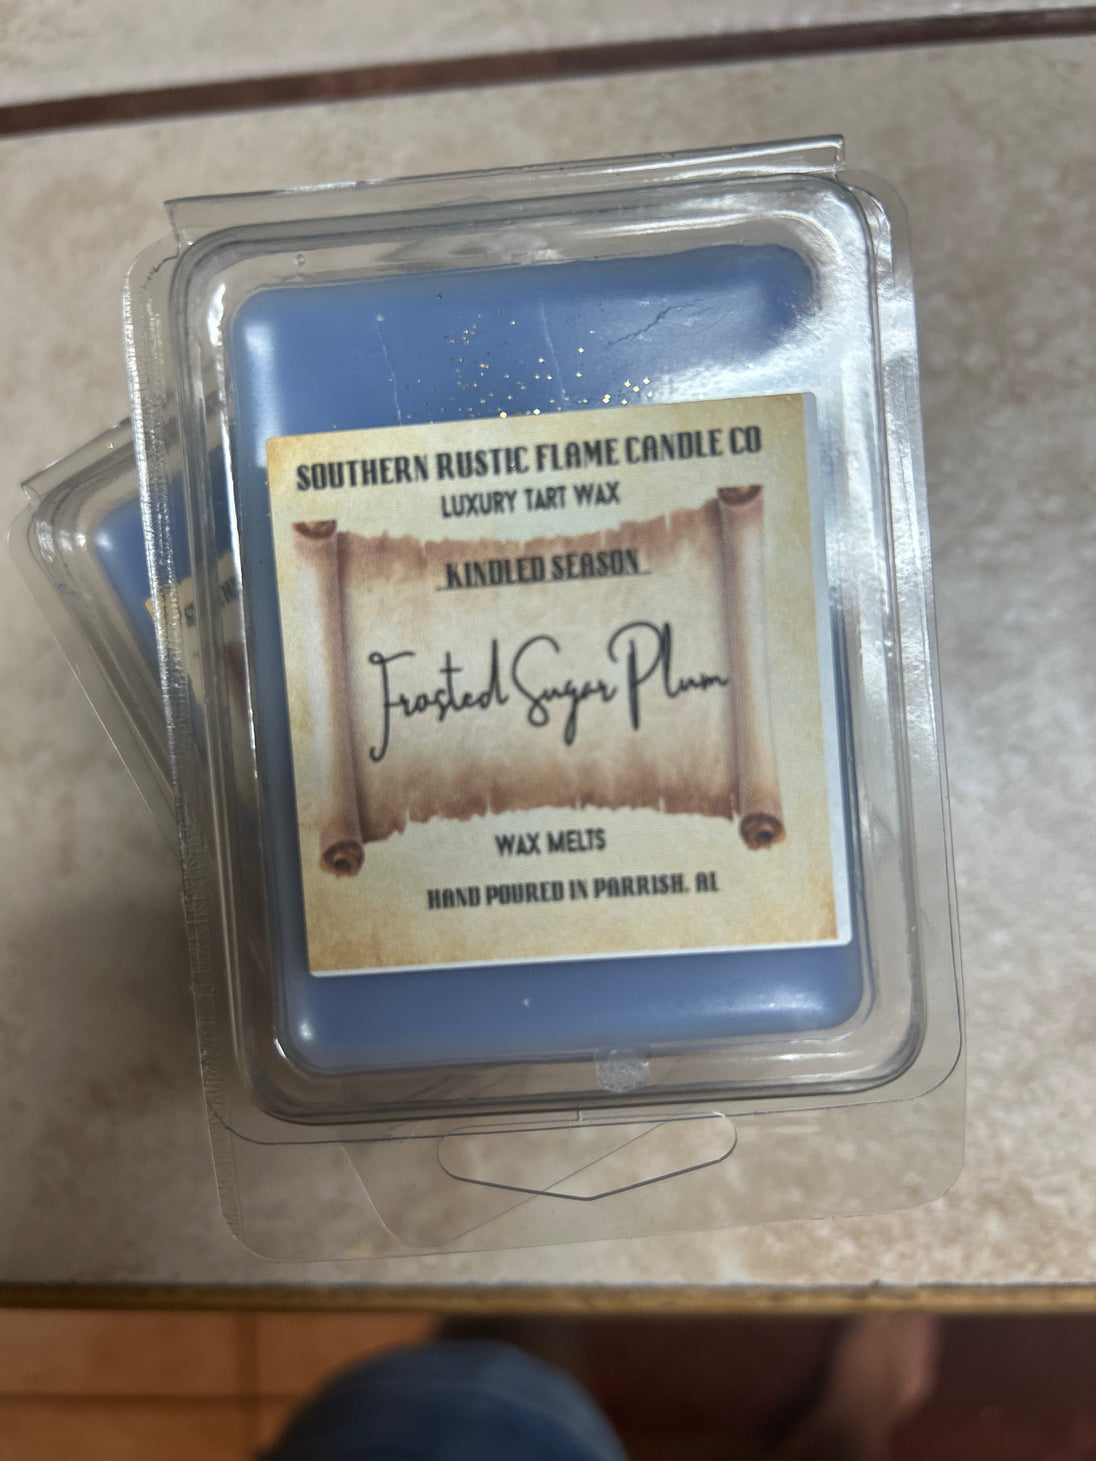 SOUTHERN RUSTIC FLAME CANDLE CO
LUXURY TART WAX
KINDLED SEASON
Frosted Sugar Plum
WAX MELTS
HAND POURED IN PARRISH, AL